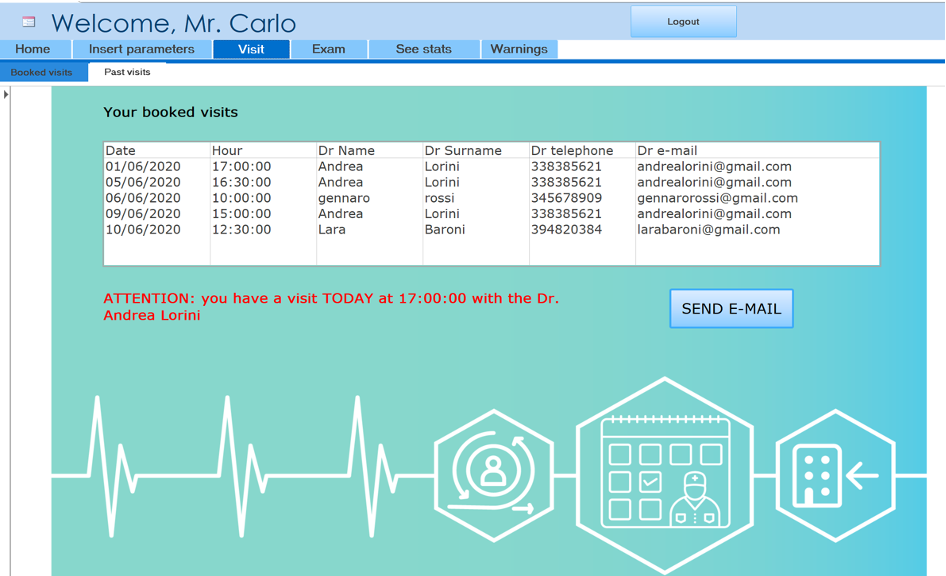 Welcome, Mr. Carlo
Logout
Home Insert parameters Visit Exam See stats Warnings
Booked visits Past visits
Your booked visits
Date Hour Dr Name Dr Surname Dr telephone Dr e-mail
01/06/2020 17:00:00 Andrea Lorini 338385621 andrealorini@gmail.com
05/06/2020 16:30:00 Andrea Lorini 338385621 andrealorini@gmail.com
06/06/2020 10:00:00 gennaro rossi 345678909 gennarorossi@gmail.com
09/06/2020 15:00:00 Andrea Lorini 338385621 andrealorini@gmail.com
10/06/2020 12:30:00 Lara Baroni 394820384 larabaroni@gmail.com
ATTENTION: you have a visit TODAY at 17:00:00 with the Dr.
Andrea Lorini
SEND E-MAIL